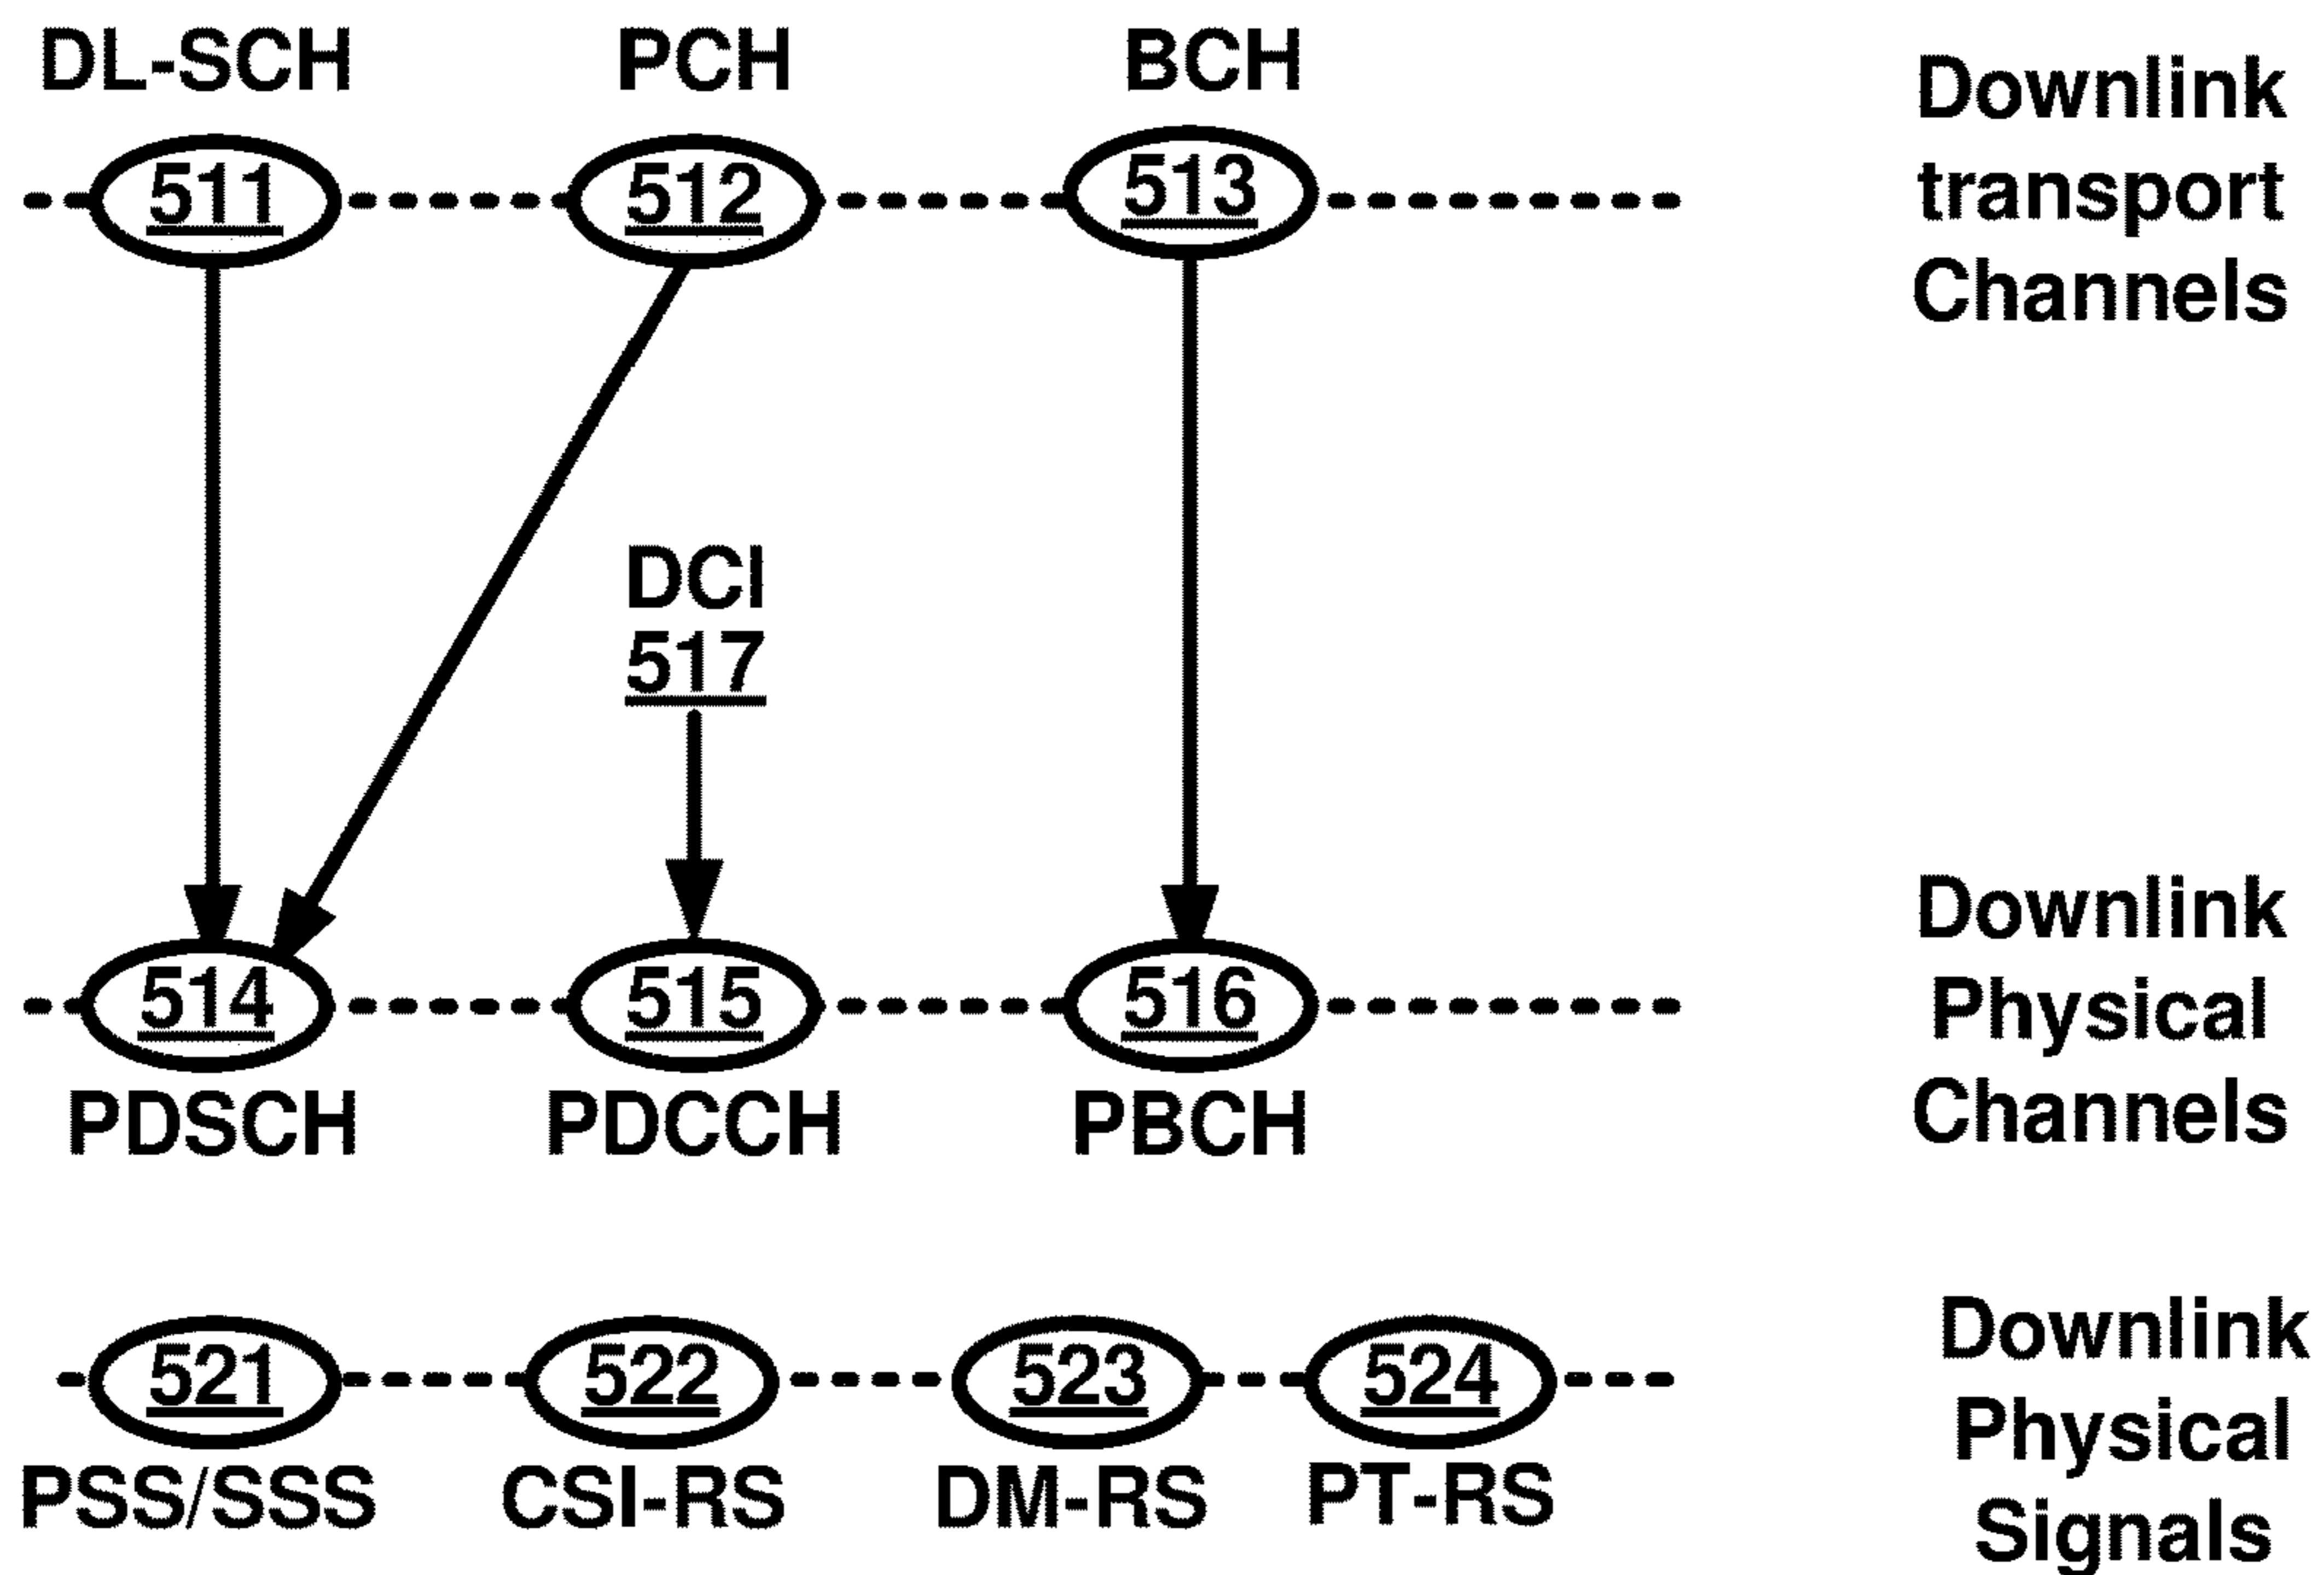 DL-SCH PCH BCH
511 512 513
Downlink
transport
Channels
DCI
517
514 515 516
PDSCH PDCCH PBCH
Downlink
Physical
Channels
521 522 523 524
PSS/SSS CSI-RS DM-RS PT-RS
Downlink
Physical
Signals